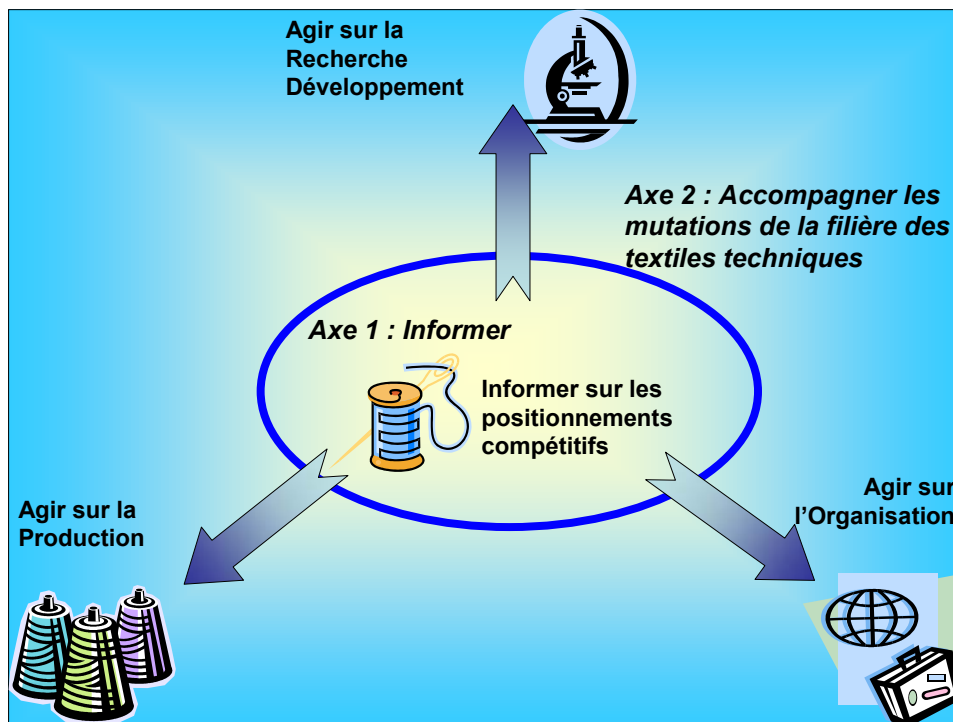 Agir sur la
Recherche
Développement
Axe 2 : Accompagner les
mutations de la filière des
textiles techniques
Axe 1 : Informer
Informer sur les
positionnements
compétitifs
Agir sur la
Production
Agir sur
l’Organisation